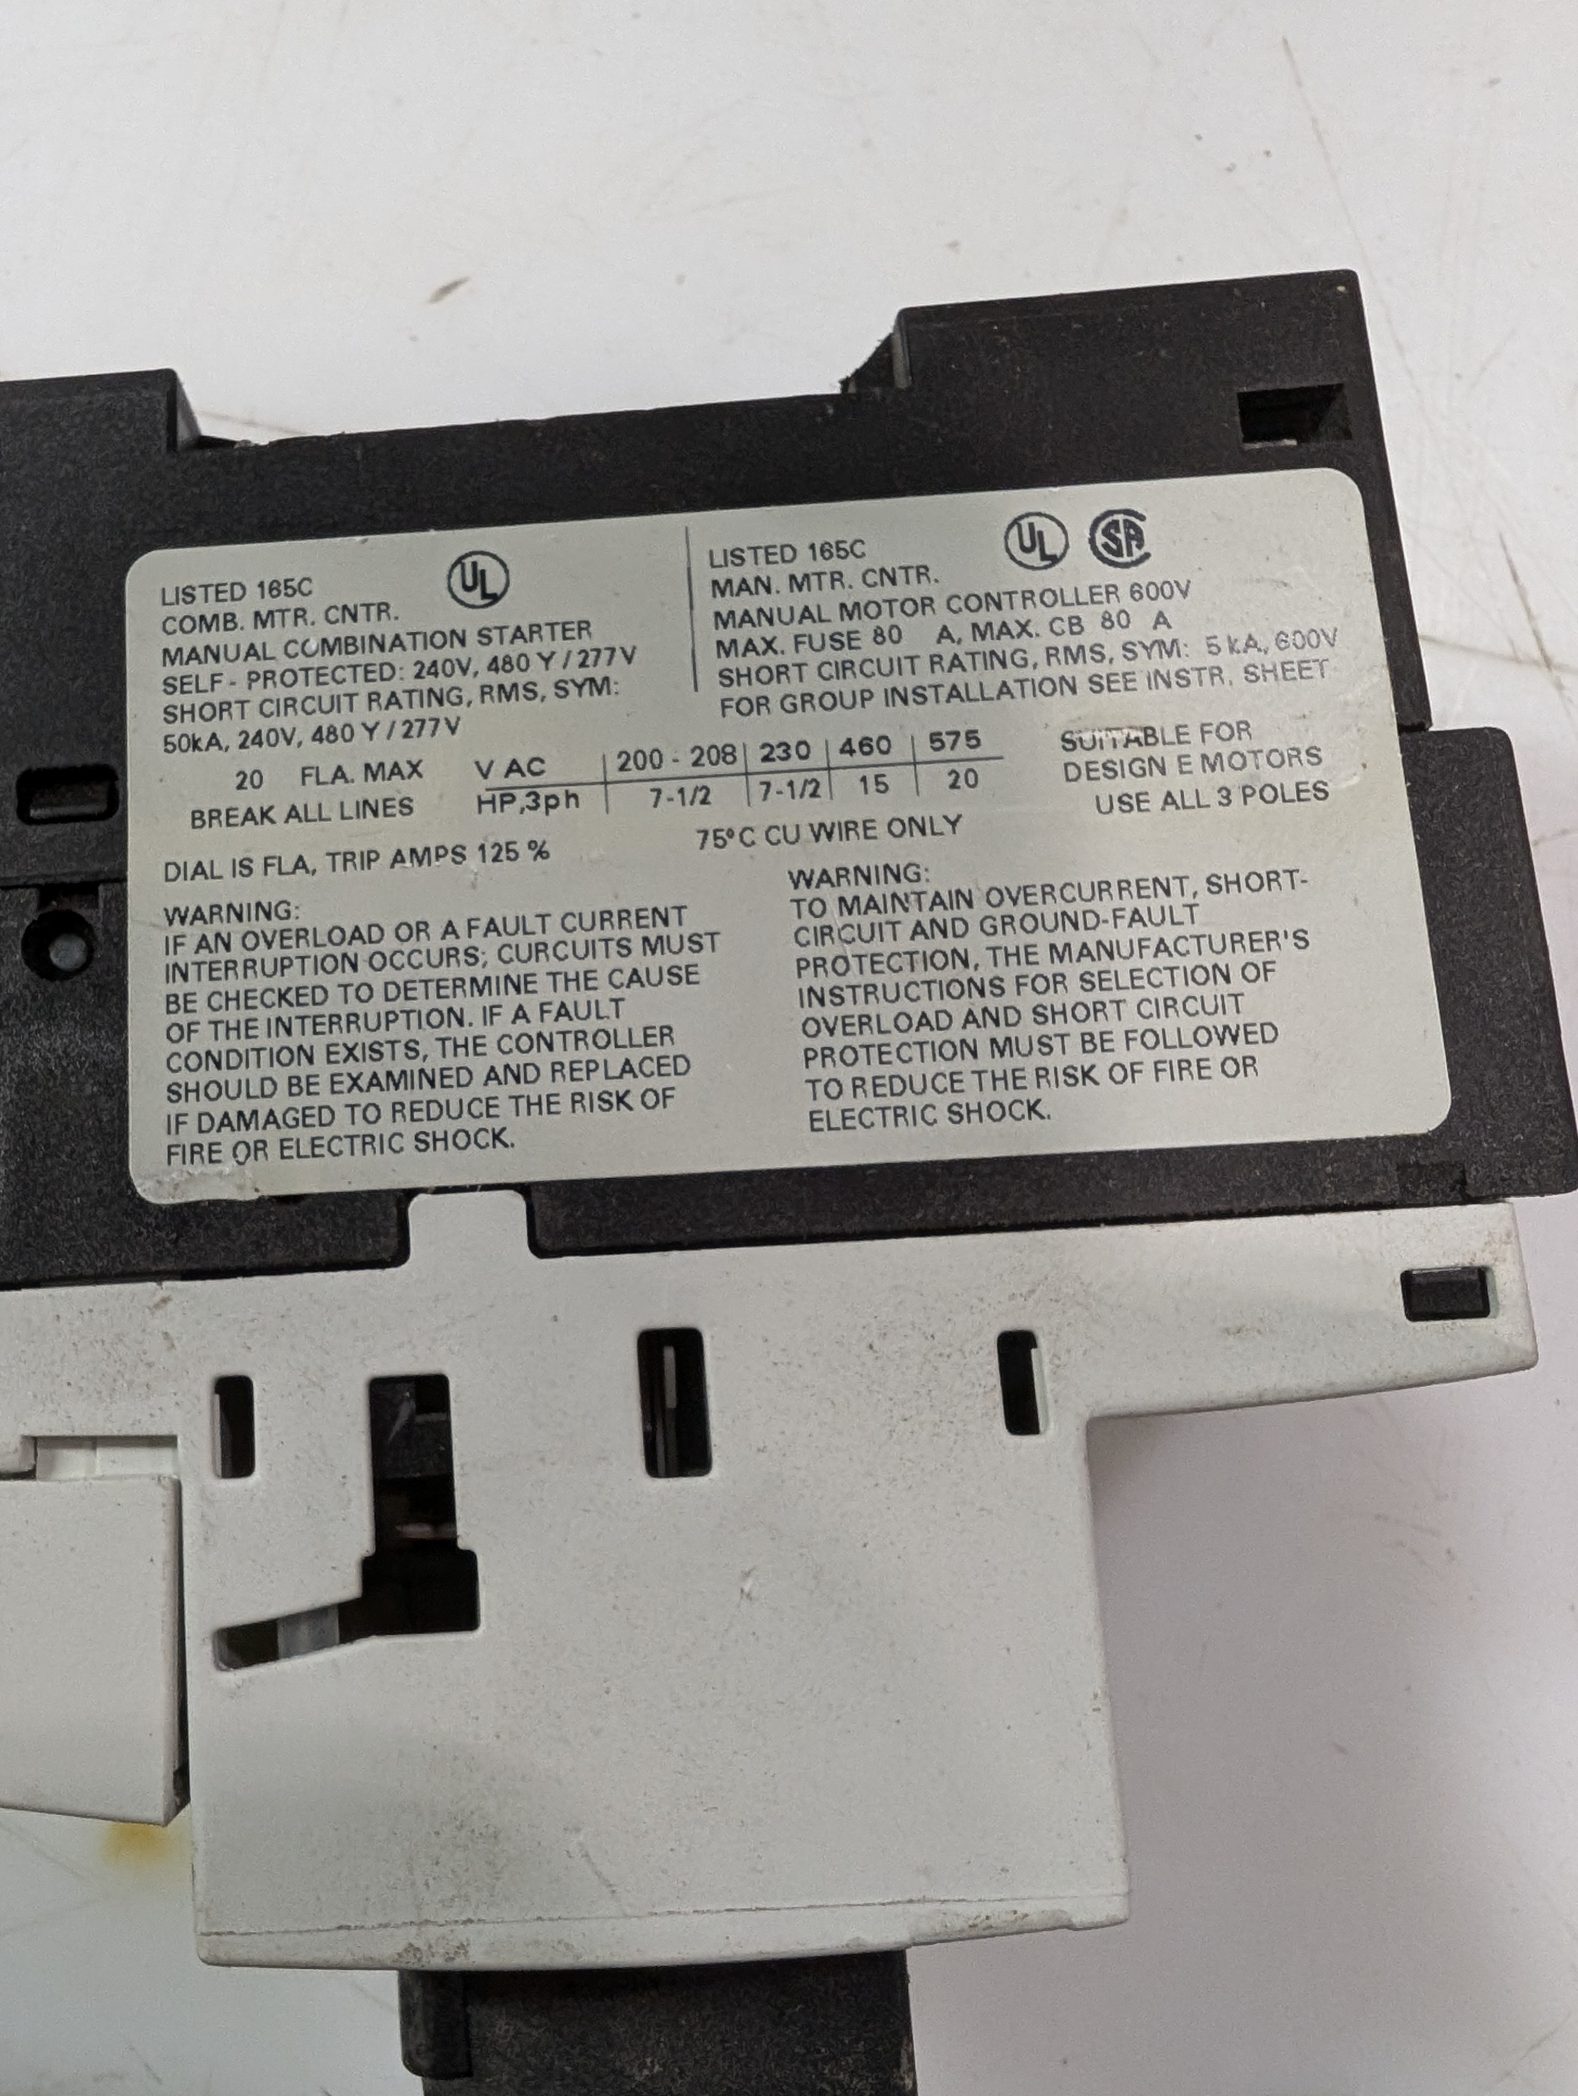 LISTED 165C
COMB. MTR. CNTR.
MANUAL COMBINATION STARTER
SELF - PROTECTED: 240V, 480 Y / 277 V
SHORT CIRCUIT RATING, RMS, SYM:
50kA, 240V, 480 Y / 277 V
UL
LISTED 165C
MAN. MTR. CNTR.
UL SA
MANUAL MOTOR CONTROLLER 600V
MAX. FUSE 80 A, MAX. CB 80 A
SHORT CIRCUIT RATING, RMS, SYM: 5 kA, 600V
FOR GROUP INSTALLATION SEE INSTR. SHEET
20 FLA. MAX
BREAK ALL LINES
V AC 200 - 208 230 460 575
HP,3ph 7-1/2 7-1/2 15 20
SUITABLE FOR
DESIGN E MOTORS
USE ALL 3 POLES
DIAL IS FLA, TRIP AMPS 125 %
75°C CU WIRE ONLY
WARNING:
IF AN OVERLOAD OR A FAULT CURRENT
INTERRUPTION OCCURS; CURCUITS MUST
BE CHECKED TO DETERMINE THE CAUSE
OF THE INTERRUPTION. IF A FAULT
CONDITION EXISTS, THE CONTROLLER
SHOULD BE EXAMINED AND REPLACED
IF DAMAGED TO REDUCE THE RISK OF
FIRE OR ELECTRIC SHOCK.
WARNING:
TO MAINTAIN OVERCURRENT, SHORT-
CIRCUIT AND GROUND-FAULT
PROTECTION, THE MANUFACTURER'S
INSTRUCTIONS FOR SELECTION OF
OVERLOAD AND SHORT CIRCUIT
PROTECTION MUST BE FOLLOWED
TO REDUCE THE RISK OF FIRE OR
ELECTRIC SHOCK.